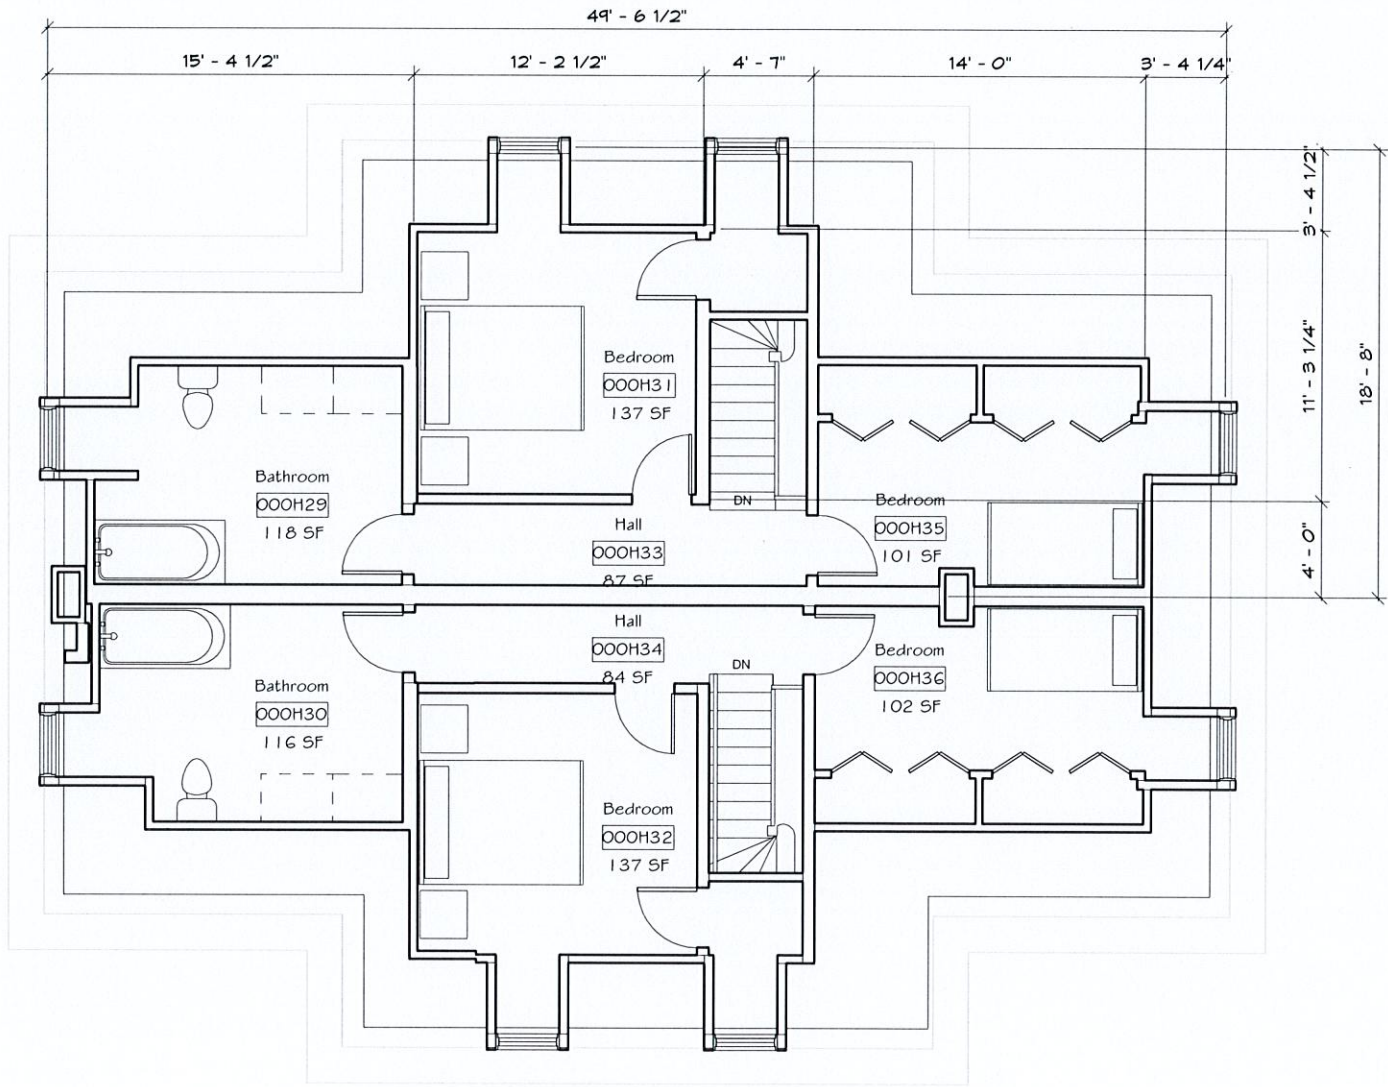 49' - 6 1/2"
15' - 4 1/2"
12' - 2 1/2"
4' - 7"
14' - 0"
3' - 4 1/4"
3' - 4 1/2"
11' - 3 1/4"
18' - 8"
4' - 0"
Bedroom
000H31
137 SF
Bathroom
000H29
118 SF
DN
Hall
000H33
87 SF
Bedroom
000H35
101 SF
Hall
000H34
84 SF
DN
Bedroom
000H36
102 SF
Bathroom
000H30
116 SF
Bedroom
000H32
137 SF